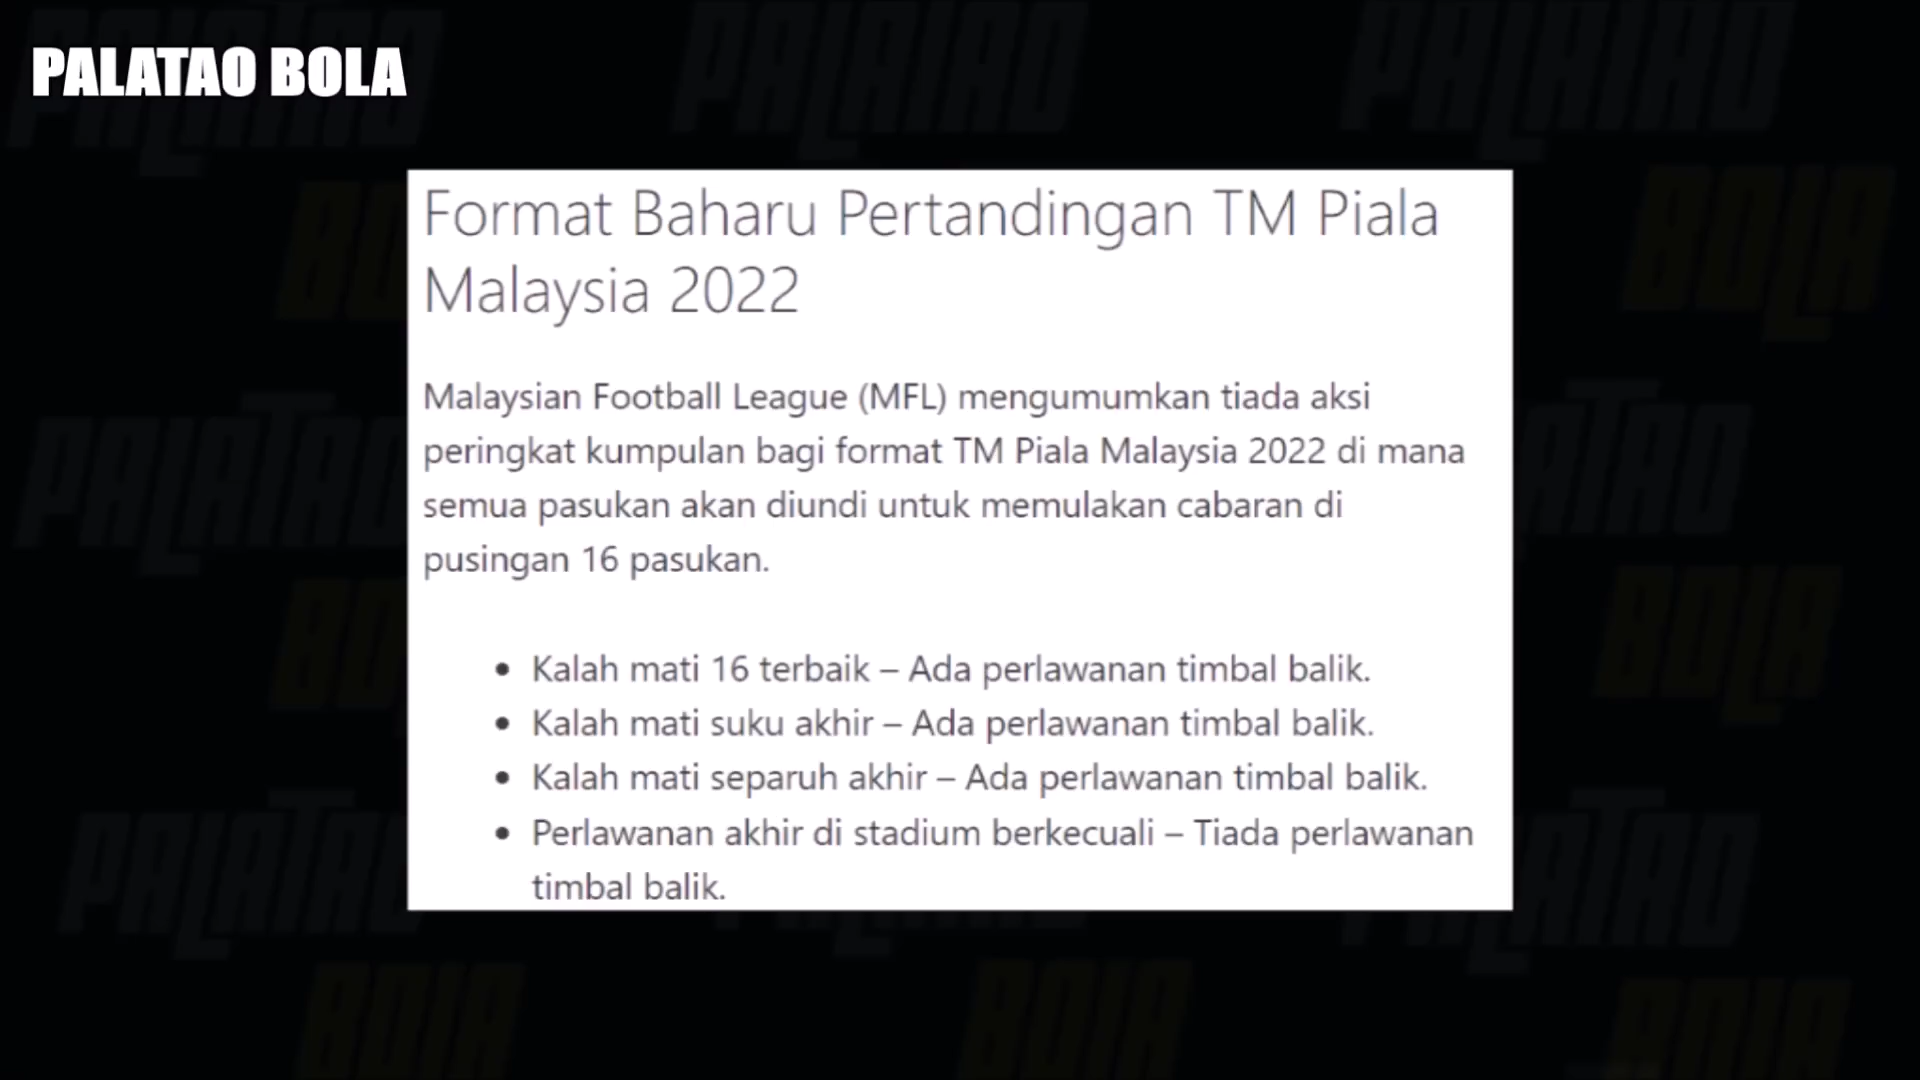 PALATAO BOLA
Format Baharu Pertandingan TM Piala
Malaysia 2022
Malaysian Football League (MFL) mengumumkan tiada aksi
peringkat kumpulan bagi format TM Piala Malaysia 2022 di mana
semua pasukan akan diundi untuk memulakan cabaran di
pusingan 16 pasukan.
• Kalah mati 16 terbaik – Ada perlawanan timbal balik.
• Kalah mati suku akhir – Ada perlawanan timbal balik.
• Kalah mati separuh akhir – Ada perlawanan timbal balik.
• Perlawanan akhir di stadium berkecuali – Tiada perlawanan
timbal balik.